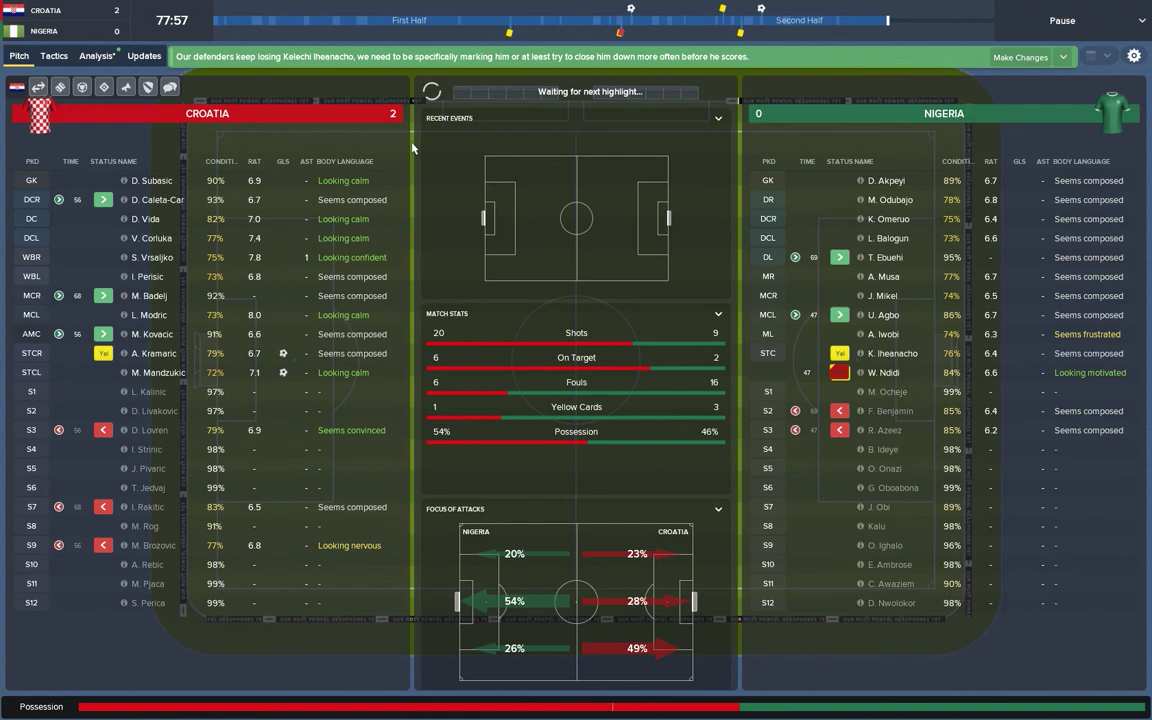 CROATIA 2
NIGERIA 0
77:57
First Half Second Half
Pause
Pitch Tactics Analysis* Updates
Our defenders keep losing Kelechi Iheanacho, we need to be specifically marking him or at least try to close him down more often before he scores.
Make Changes
Waiting for next highlight...
CROATIA 2
0 NIGERIA
RECENT EVENTS
PKD TIME STATUS NAME CONDITI... RAT GLS AST BODY LANGUAGE
GK D. Subasic 90% 6.9 - Looking calm
DCR 56 D. Caleta-Car 93% 6.7 - Seems composed
DC D. Vida 82% 7.0 - Looking calm
DCL V. Corluka 77% 7.4 - Looking calm
WBR S. Vrsaljko 75% 7.8 1 Looking confident
WBL I. Perisic 73% 6.8 - Seems composed
MCR 68 M. Badelj 92% - - Seems composed
MCL L. Modric 73% 8.0 - Looking calm
AMC 56 M. Kovacic 91% 6.6 - Seems composed
STCR Yel A. Kramaric 79% 6.7 - Seems composed
STCL M. Mandzukic 72% 7.1 - Looking calm
S1 L. Kalinic 97% - - -
S2 D. Livakovic 97% - - -
S3 56 D. Lovren 79% 6.9 - Seems convinced
S4 I. Strinic 98% - - -
S5 J. Pivaric 98% - - -
S6 T. Jedvaj 99% - - -
S7 68 I. Rakitic 83% 6.5 - Seems composed
S8 M. Rog 91% - - -
S9 56 M. Brozovic 77% 6.8 - Looking nervous
S10 A. Rebic 98% - - -
S11 M. Pjaca 99% - - -
S12 S. Perica 99% - - -
MATCH STATS
20 Shots 9
6 On Target 2
6 Fouls 16
1 Yellow Cards 3
54% Possession 46%
FOCUS OF ATTACKS
NIGERIA CROATIA
20% 23%
54% 28%
26% 49%
PKD TIME STATUS NAME CONDITI... RAT GLS AST BODY LANGUAGE
GK D. Akpeyi 89% 6.7 - Seems composed
DR M. Odubajo 78% 6.8 - Seems composed
DCR K. Omeruo 75% 6.4 - Seems composed
DCL L. Balogun 73% 6.6 - Seems composed
DL 69 T. Ebuehi 95% - - Seems composed
MR A. Musa 77% 6.7 - Seems composed
MCR J. Mikel 74% 6.5 - Seems composed
MCL 47 U. Agbo 86% 6.7 - Seems composed
ML A. Iwobi 74% 6.3 - Seems frustrated
STC Yel K. Iheanacho 76% 6.4 - Seems composed
47 W. Ndidi 84% 6.6 - Looking motivated
S1 M. Ocheje 89% - - -
S2 69 F. Benjamin 85% 6.4 - Seems composed
S3 47 R. Azeez 85% 6.2 - Seems composed
S4 B. Ideye 98% - - -
S5 O. Onazi 98% - - -
S6 G. Oboabona 99% - - -
S7 J. Obi 89% - - -
S8 Kalu 98% - - -
S9 O. Ighalo 96% - - -
S10 E. Ambrose 98% - - -
S11 C. Awaziem 90% - - -
S12 D. Nwolokor 98% - - -
Possession